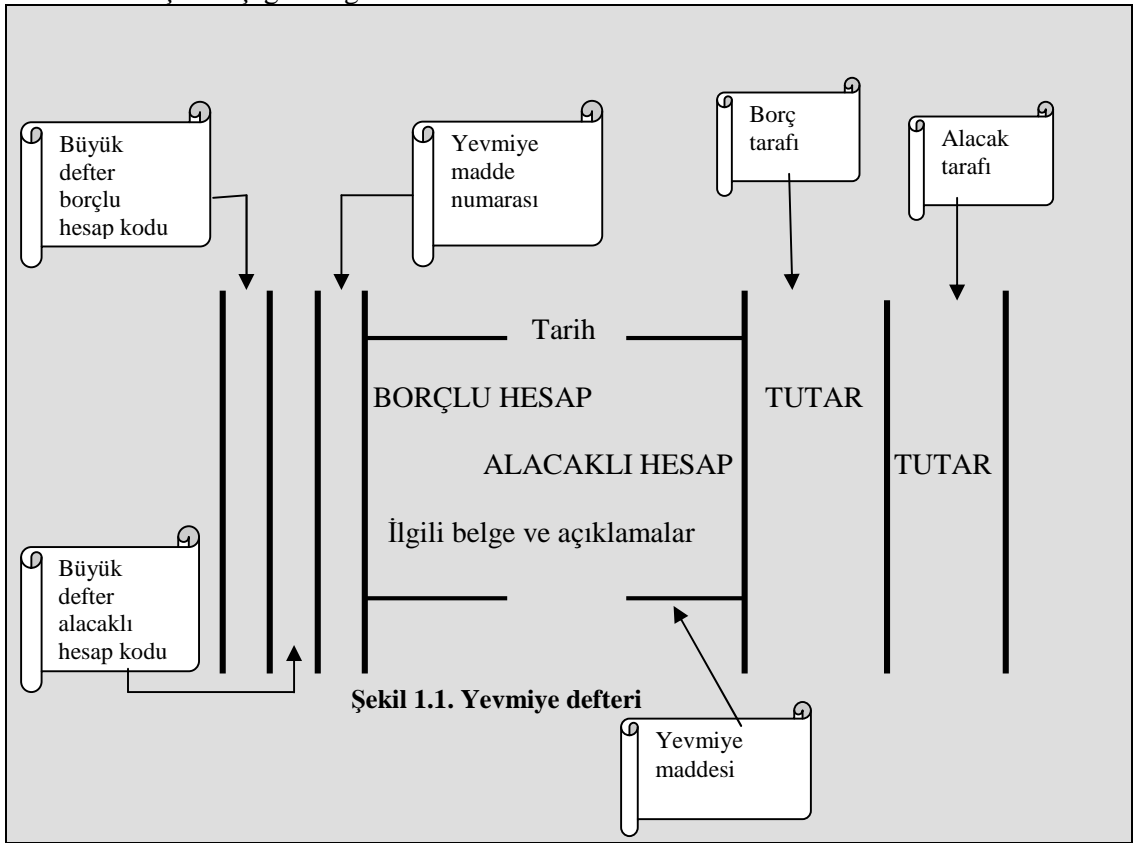 Büyük
defter
borçlu
hesap kodu
Yevmiye
madde
numarası
Borç
tarafı
Alacak
tarafı
Tarih
BORÇLU HESAP TUTAR
ALACAKLI HESAP TUTAR
İlgili belge ve açıklamalar
Büyük
defter
alacaklı
hesap kodu
Şekil 1.1. Yevmiye defteri
Yevmiye
maddesi